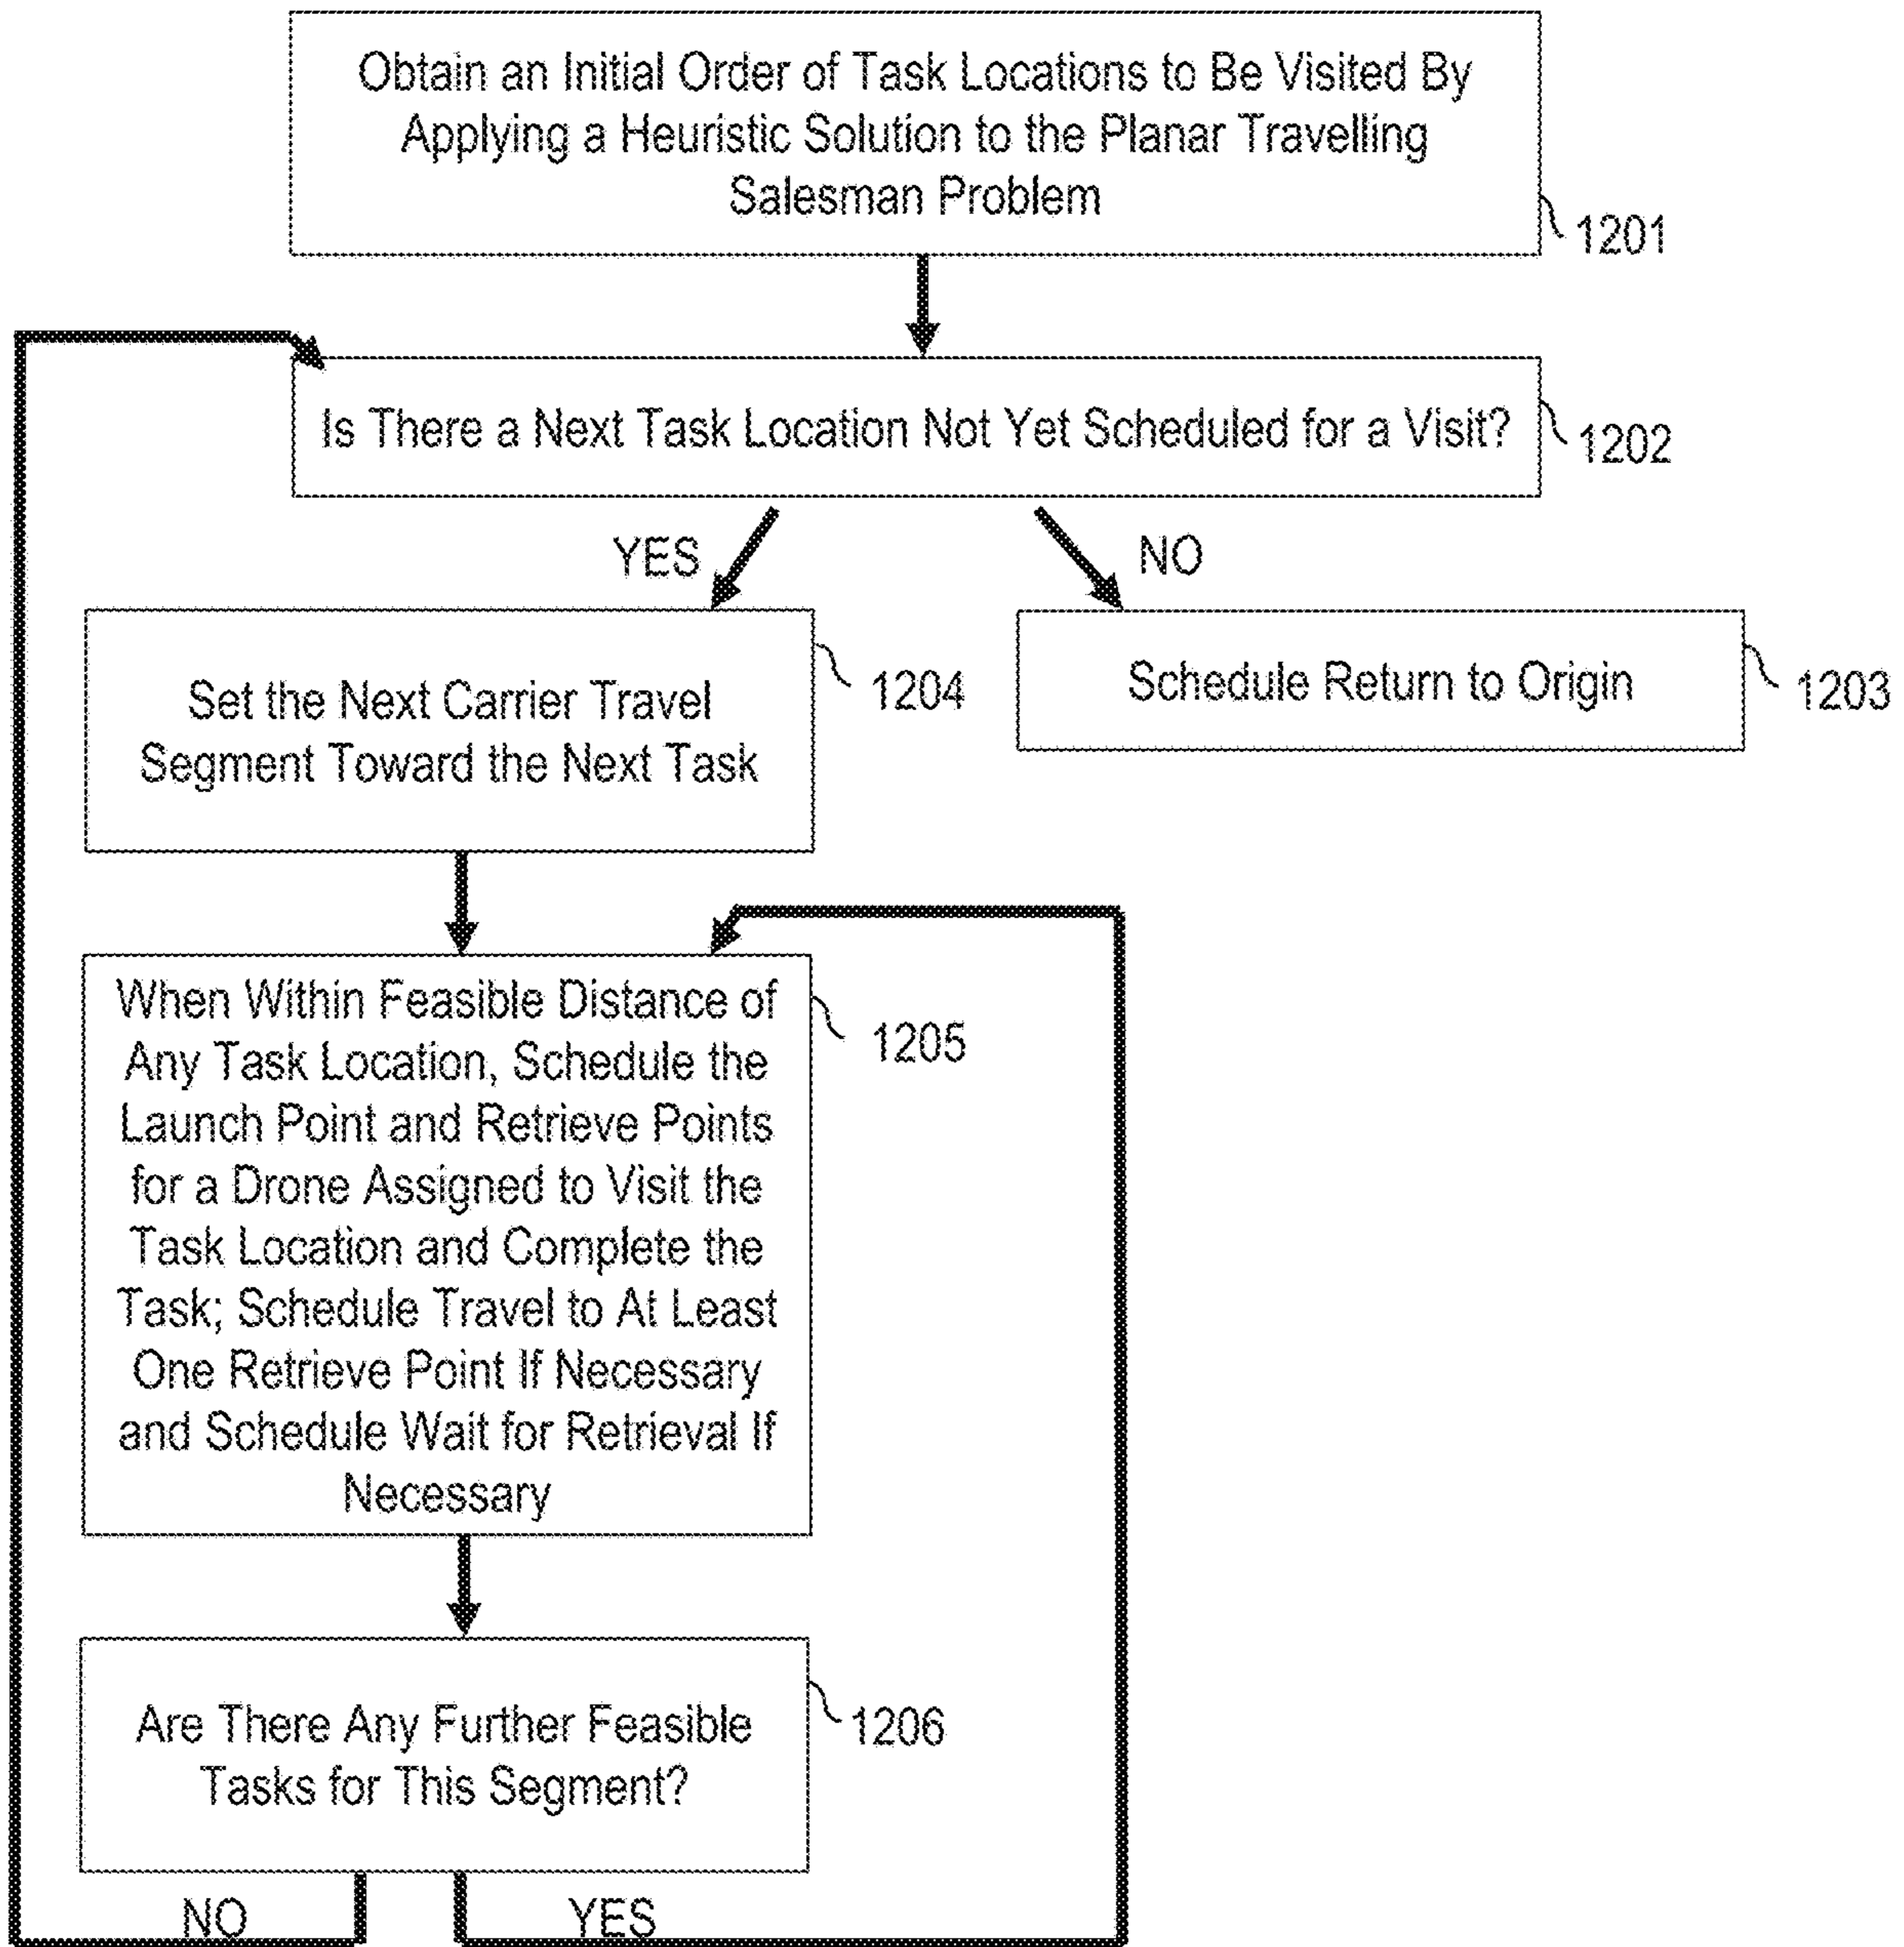 Obtain an Initial Order of Task Locations to Be Visited By
Applying a Heuristic Solution to the Planar Travelling
Salesman Problem
1201
Is There a Next Task Location Not Yet Scheduled for a Visit?
1202
YES
NO
Set the Next Carrier Travel
Segment Toward the Next Task
1204
Schedule Return to Origin
1203
When Within Feasible Distance of
Any Task Location, Schedule the
Launch Point and Retrieve Points
for a Drone Assigned to Visit the
Task Location and Complete the
Task; Schedule Travel to At Least
One Retrieve Point If Necessary
and Schedule Wait for Retrieval If
Necessary
1205
Are There Any Further Feasible
Tasks for This Segment?
1206
NO
YES